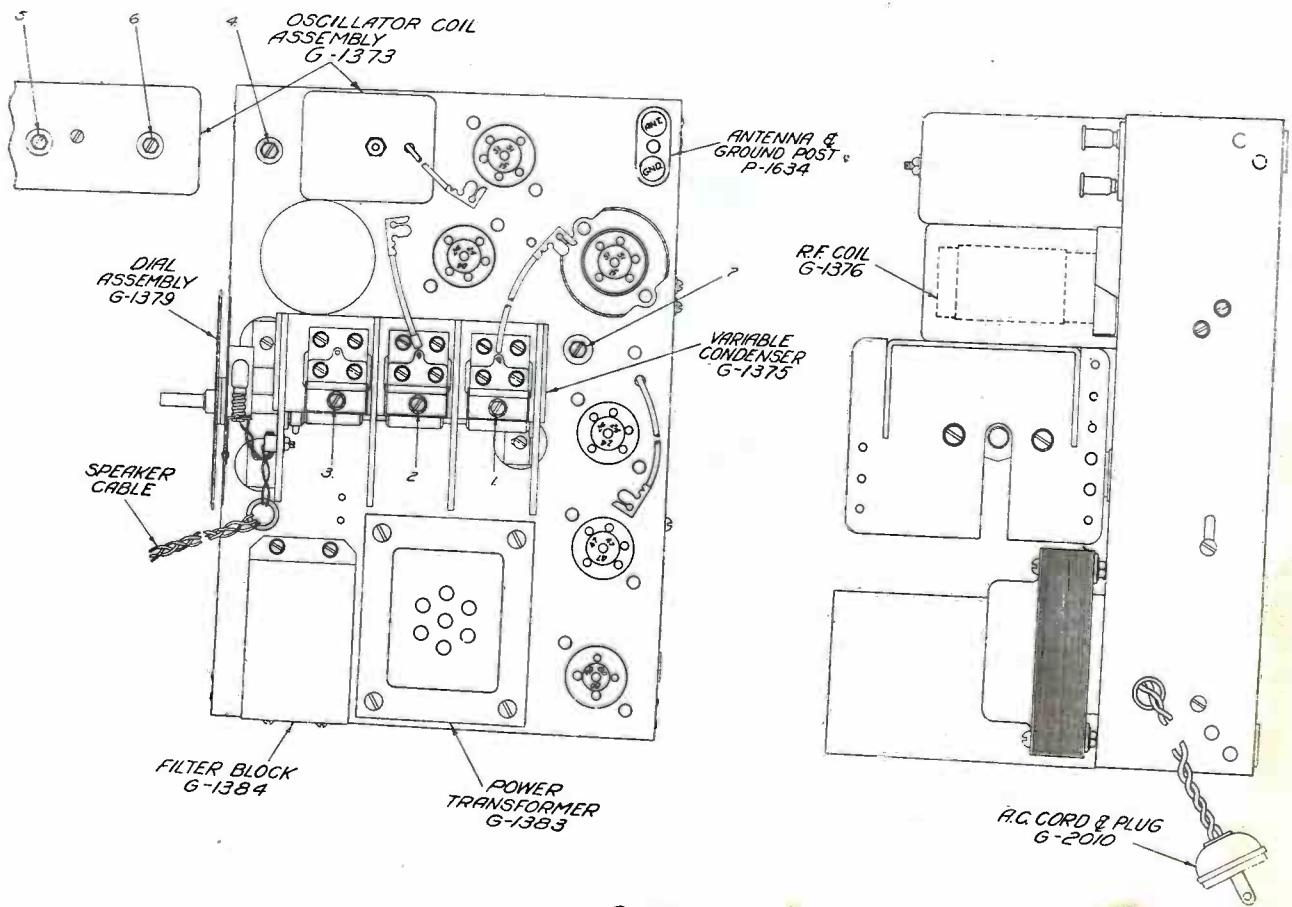 5
6
4
OSCILLATOR COIL
ASSEMBLY
G-1373
ANT.
GND
ANTENNA &
GROUND POST
P-1634
DIAL
ASSEMBLY
G-1379
R.F. COIL
G-1376
7
VARIABLE
CONDENSER
G-1375
3.
2
1.
SPEAKER
CABLE
FILTER BLOCK
G-1384
POWER
TRANSFORMER
G-1383
A.C. CORD & PLUG
G-2010